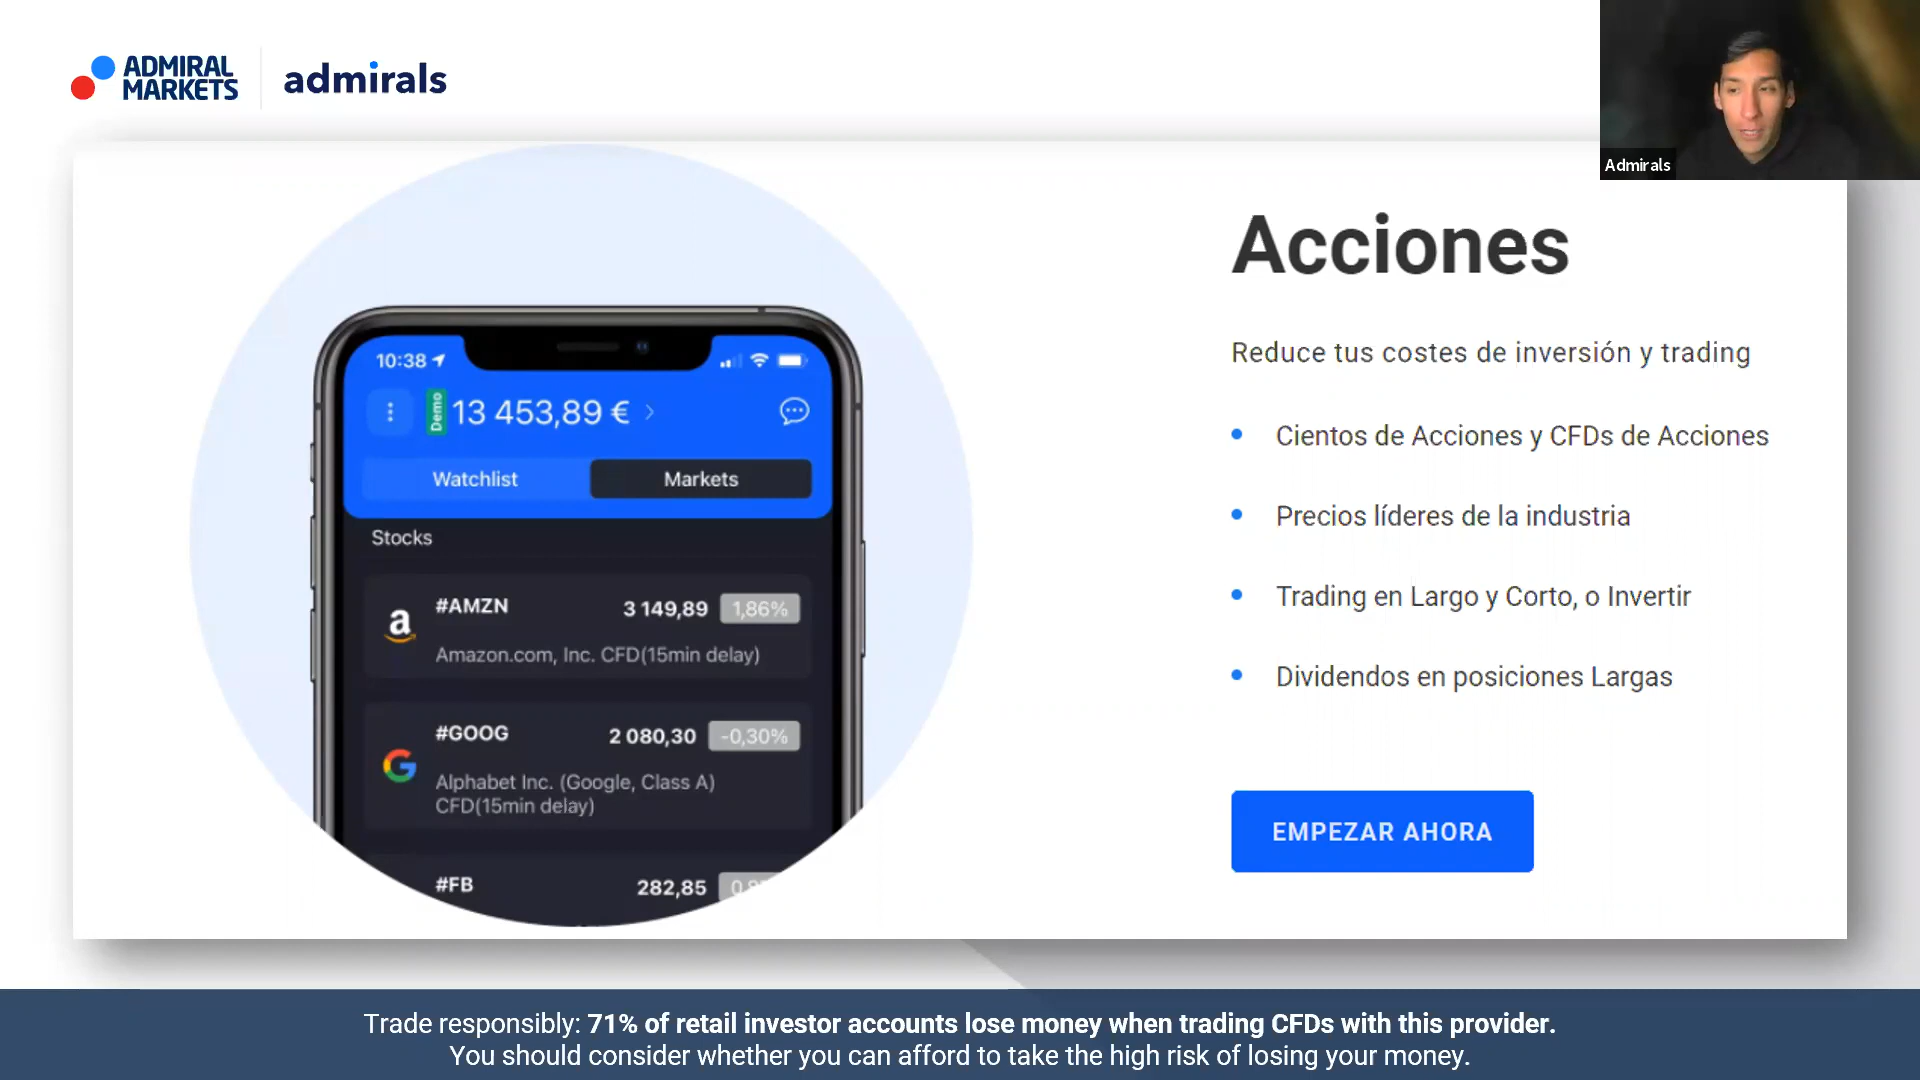 ADMIRAL
MARKETS
admirals
Admirals
Acciones
Reduce tus costes de inversión y trading
Cientos de Acciones y CFDs de Acciones
Precios líderes de la industria
Trading en Largo y Corto, o Invertir
Dividendos en posiciones Largas
EMPEZAR AHORA
10:38
Demo
13 453,89 €
Watchlist Markets
Stocks
#AMZN 3 149,89 1,86%
Amazon.com, Inc. CFD(15min delay)
#GOOG 2 080,30 -0,30%
Alphabet Inc. (Google, Class A)
CFD(15min delay)
#FB 282,85
Trade responsibly: 71% of retail investor accounts lose money when trading CFDs with this provider.
You should consider whether you can afford to take the high risk of losing your money.